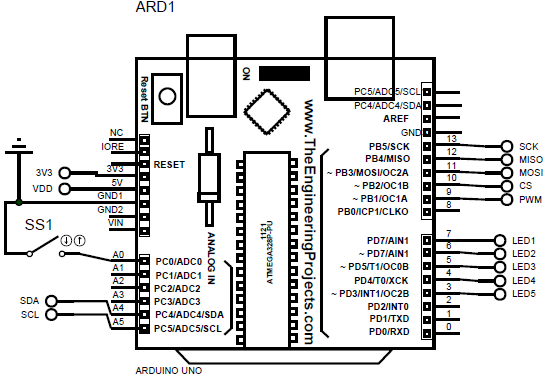 ARD1
ON
Reset BTN
www.TheEngineeringProjects.com
1121
ATMEGA328P-PU
ANALOG IN
NC
IORE
RESET
3V3
3V3
VDD
5V
GND1
GND2
VIN
SS1
A0
PC0/ADC0
A1
PC1/ADC1
A2
PC2/ADC2
SDA
A3
PC3/ADC3
SCL
A4
PC4/ADC4/SDA
A5
PC5/ADC5/SCL
PC5/ADC5/SCL
PC4/ADC4/SDA
AREF
GND
PB5/SCK 13 SCK
PB4/MISO 12 MISO
~ PB3/MOSI/OC2A 11 MOSI
~ PB2/OC1B 10 CS
~ PB1/OC1A 9 PWM
PB0/ICP1/CLKO 8
PD7/AIN1 7 LED1
~ PD7/AIN1 6 LED2
~ PD5/T1/OC0B 5 LED3
PD4/T0/XCK 4 LED4
~ PD3/INT1/OC2B 3 LED5
PD2/INT0 2
PD1/TXD 1
PD0/RXD 0
ARDUINO UNO